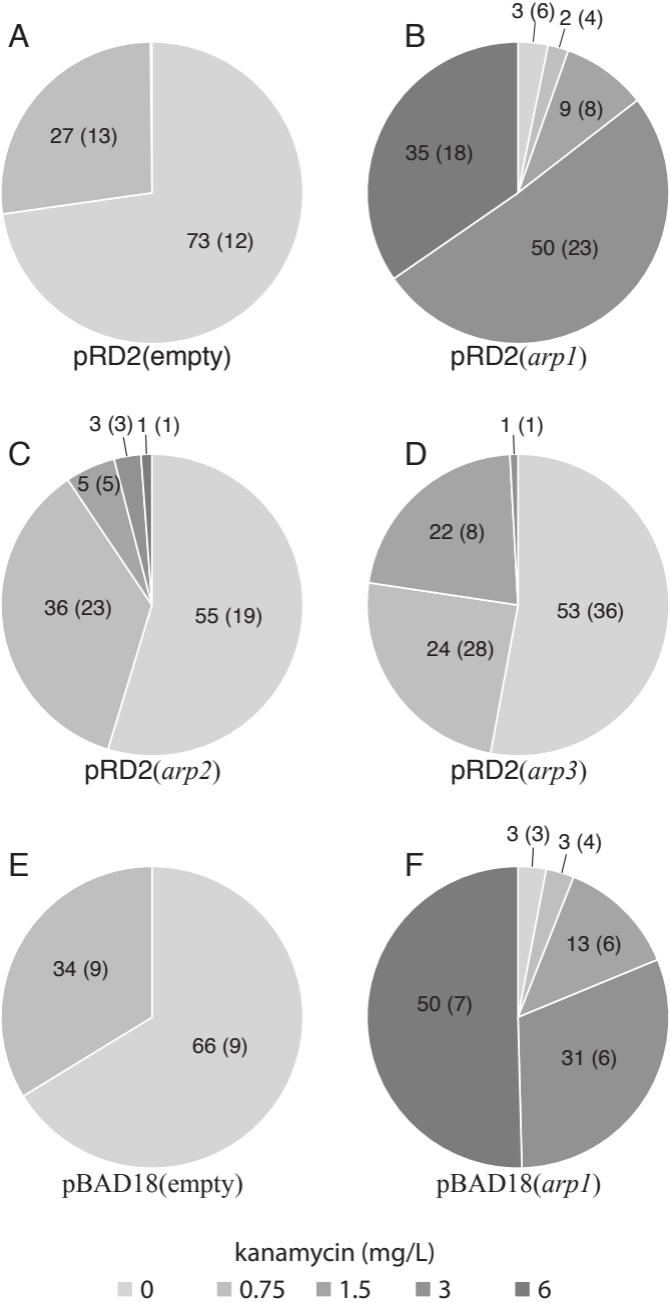 A
27 (13)
73 (12)
pRD2(empty)
B
3 (6)
2 (4)
9 (8)
35 (18)
50 (23)
pRD2(arp1)
C
3 (3)
1 (1)
5 (5)
36 (23)
55 (19)
pRD2(arp2)
D
1 (1)
22 (8)
53 (36)
24 (28)
pRD2(arp3)
E
34 (9)
66 (9)
pBAD18(empty)
F
3 (3)
3 (4)
13 (6)
50 (7)
31 (6)
pBAD18(arp1)
kanamycin (mg/L)
0 0.75 1.5 3 6